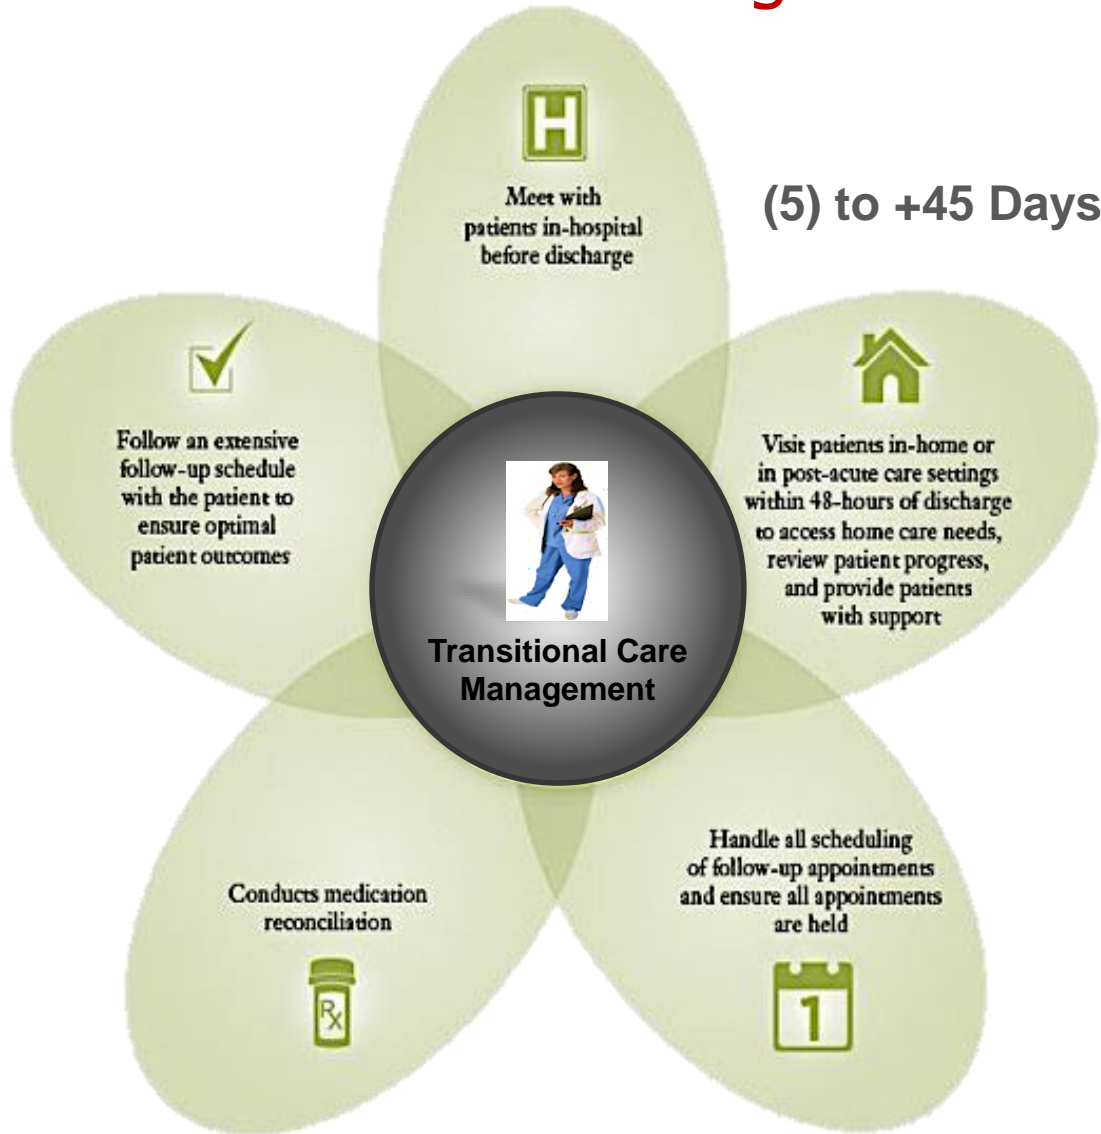 H
Meet with
patients in-hospital
before discharge
(5) to +45 Days
Follow an extensive
follow-up schedule
with the patient to
ensure optimal
patient outcomes
Visit patients in-home or
in post-acute care settings
within 48-hours of discharge
to access home care needs,
review patient progress,
and provide patients
with support
Transitional Care
Management
Conducts medication
reconciliation
Rx
Handle all scheduling
of follow-up appointments
and ensure all appointments
are held
1